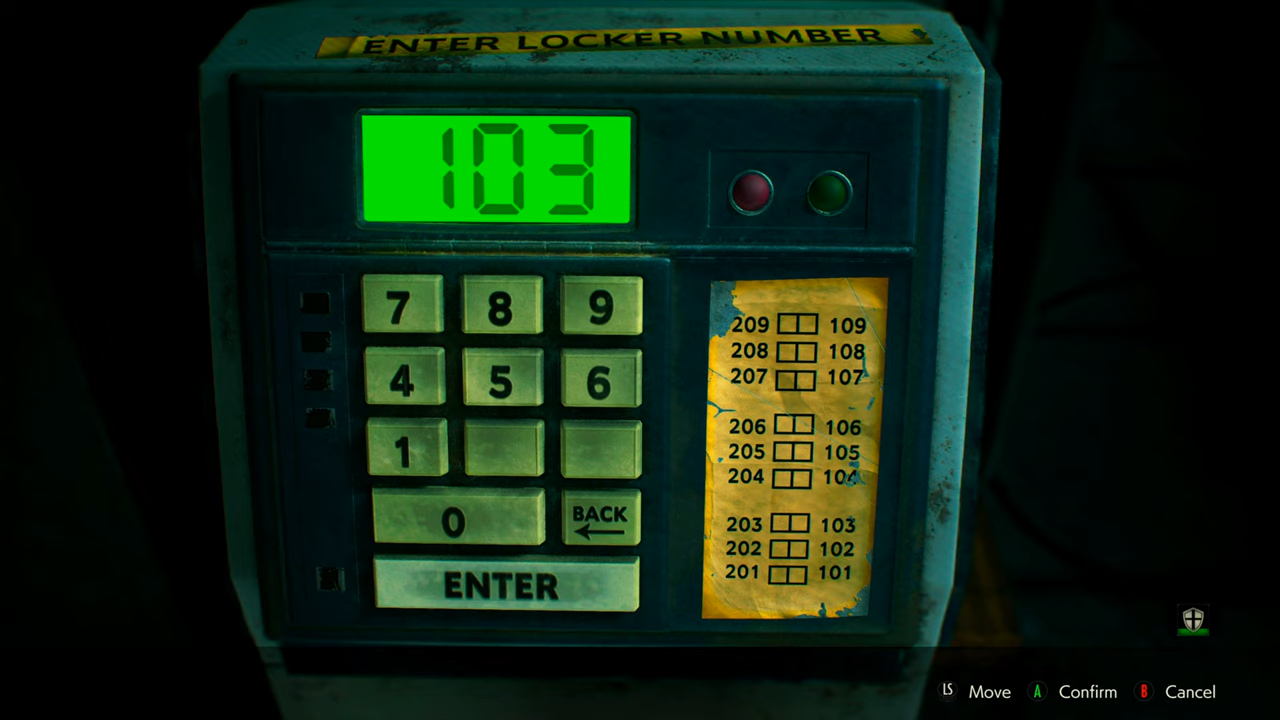 ENTER LOCKER NUMBER
103
7 8 9
4 5 6
1
0 BACK
ENTER
209 109
208 108
207 107
206 106
205 105
204 104
203 103
202 102
201 101
LS Move A Confirm B Cancel